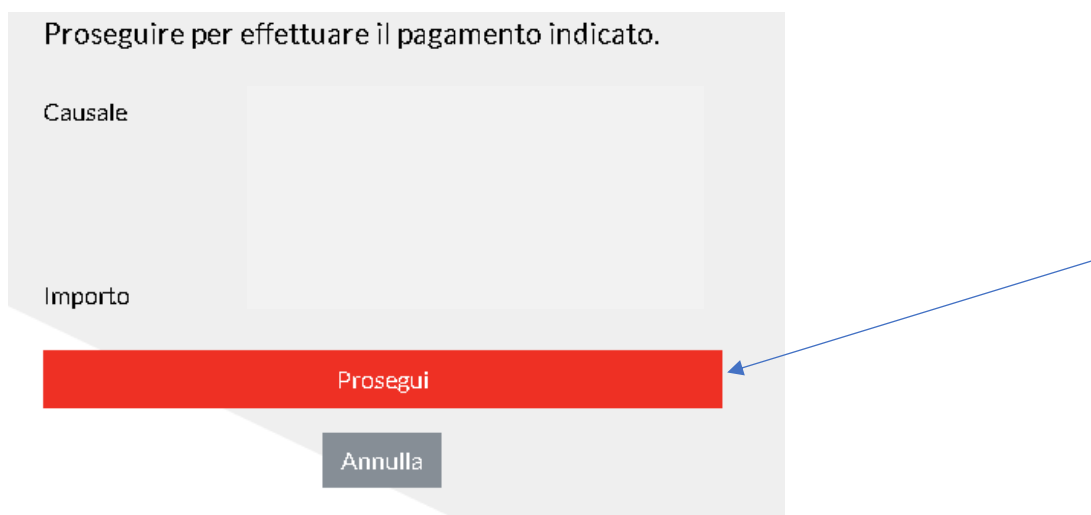 Proseguire per effettuare il pagamento indicato.
Causale
Importo
Prosegui
Annulla